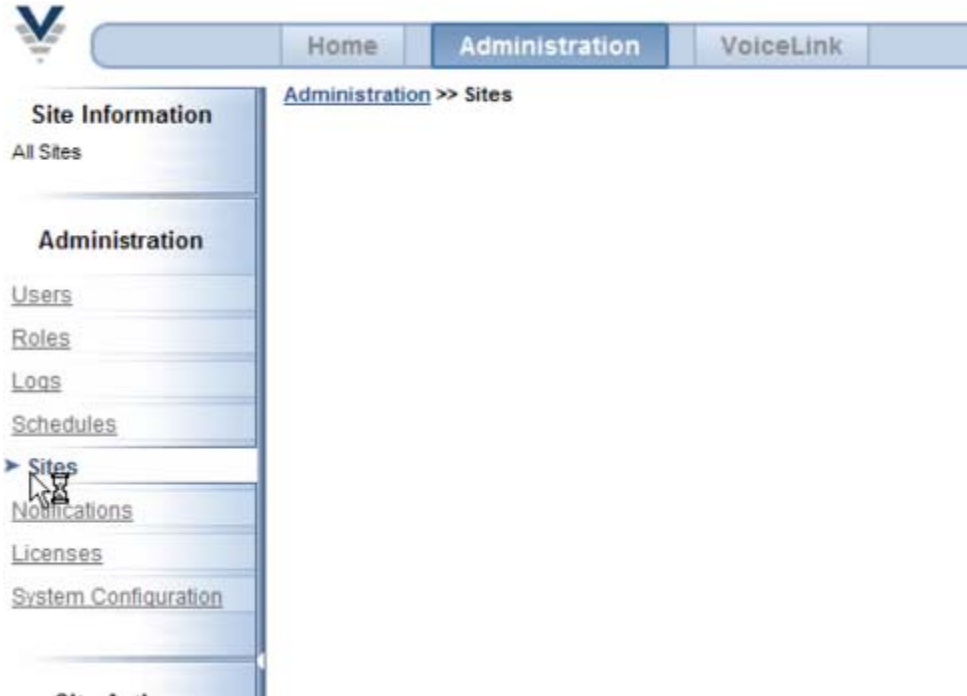 Home Administration VoiceLink
Administration >> Sites
Site Information
All Sites
Administration
Users
Roles
Logs
Schedules
Sites
Notifications
Licenses
System Configuration